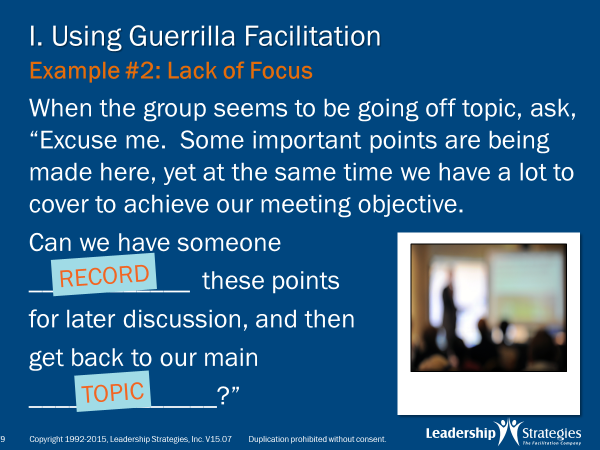 I. Using Guerrilla Facilitation
Example #2: Lack of Focus
When the group seems to be going off topic, ask,
“Excuse me.  Some important points are being
made here, yet at the same time we have a lot to
cover to achieve our meeting objective.
Can we have someone
RECORD these points
for later discussion, and then
get back to our main
TOPIC ?”
9 Copyright 1992-2015, Leadership Strategies, Inc. V15.07 Duplication prohibited without consent.
Leadership Strategies
The Facilitation Company